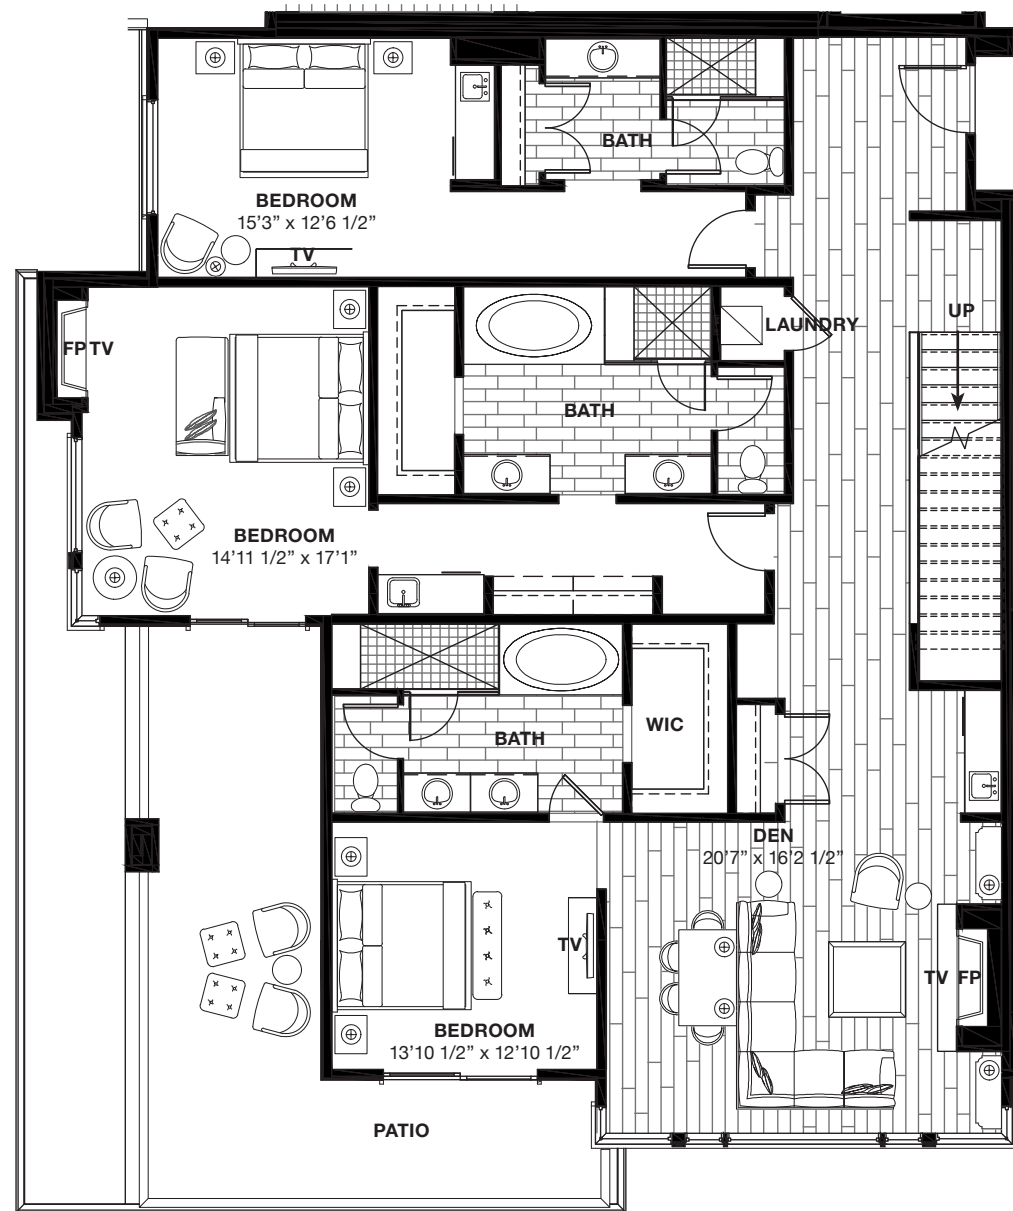 BATH
BEDROOM
15'3" x 12'6 1/2"
TV
UP
LAUNDRY
FP TV
BATH
BEDROOM
14'11 1/2" x 17'1"
WIC
BATH
DEN
20'7" x 16'2 1/2"
TV
TV FP
BEDROOM
13'10 1/2" x 12'10 1/2"
PATIO